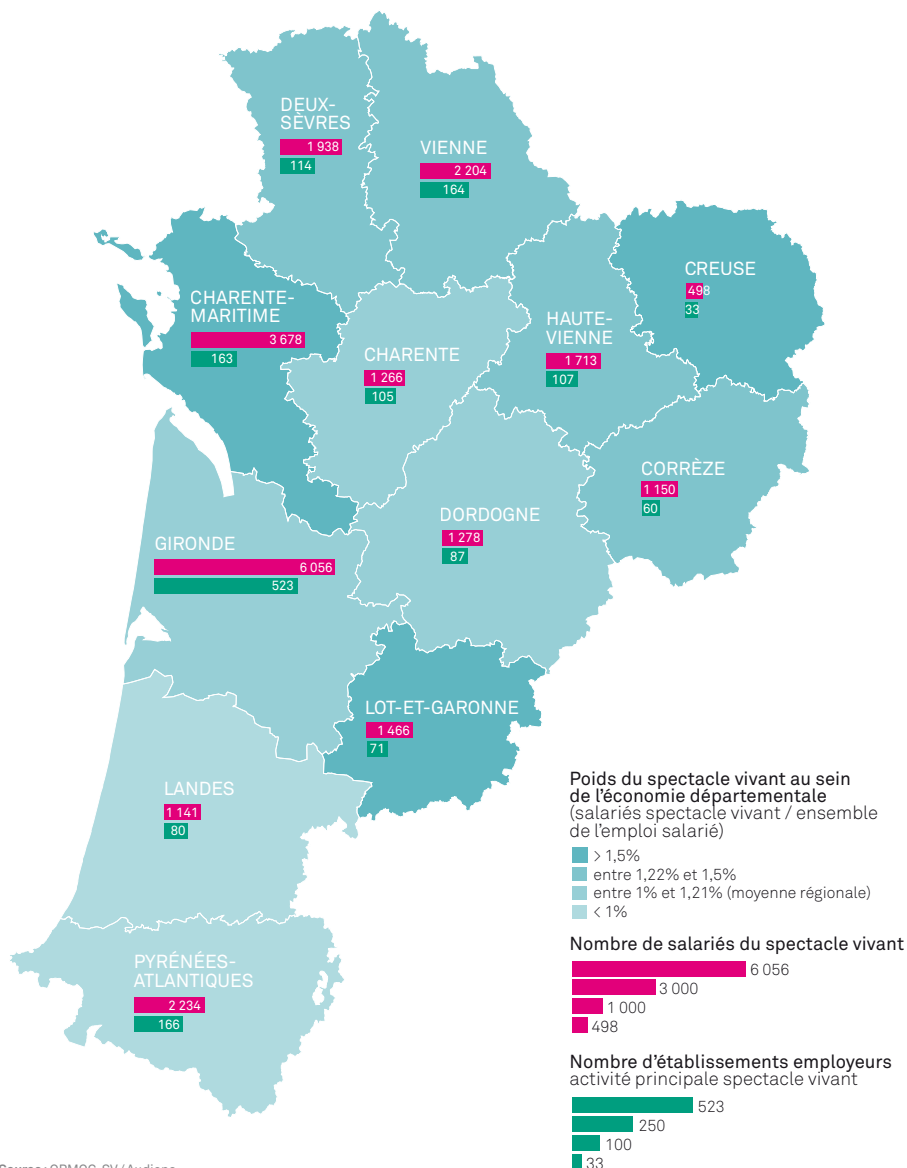 DEUX-
SÈVRES
1 938
114
VIENNE
2 204
164
CREUSE
498
33
CHARENTE-
MARITIME
3 678
163
HAUTE-
VIENNE
1 713
107
CHARENTE
1 266
105
CORRÈZE
1 150
60
DORDOGNE
1 278
87
GIRONDE
6 056
523
LOT-ET-GARONNE
1 466
71
LANDES
1 141
80
PYRÉNÉES-
ATLANTIQUES
2 234
166
Poids du spectacle vivant au sein
de l'économie départementale
(salariés spectacle vivant / ensemble
de l'emploi salarié)
> 1,5%
entre 1,22% et 1,5%
entre 1% et 1,21% (moyenne régionale)
< 1%
Nombre de salariés du spectacle vivant
6 056
3 000
1 000
498
Nombre d'établissements employeurs
activité principale spectacle vivant
523
250
100
33